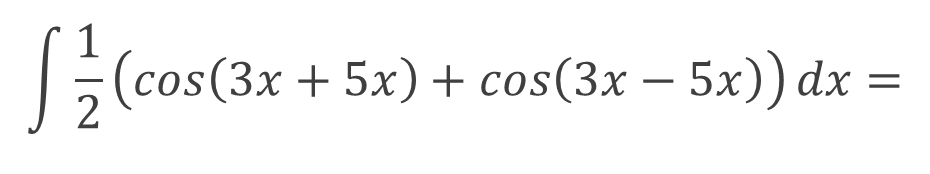 ∫ 1/2 (cos(3x + 5x) + cos(3x − 5x)) dx =